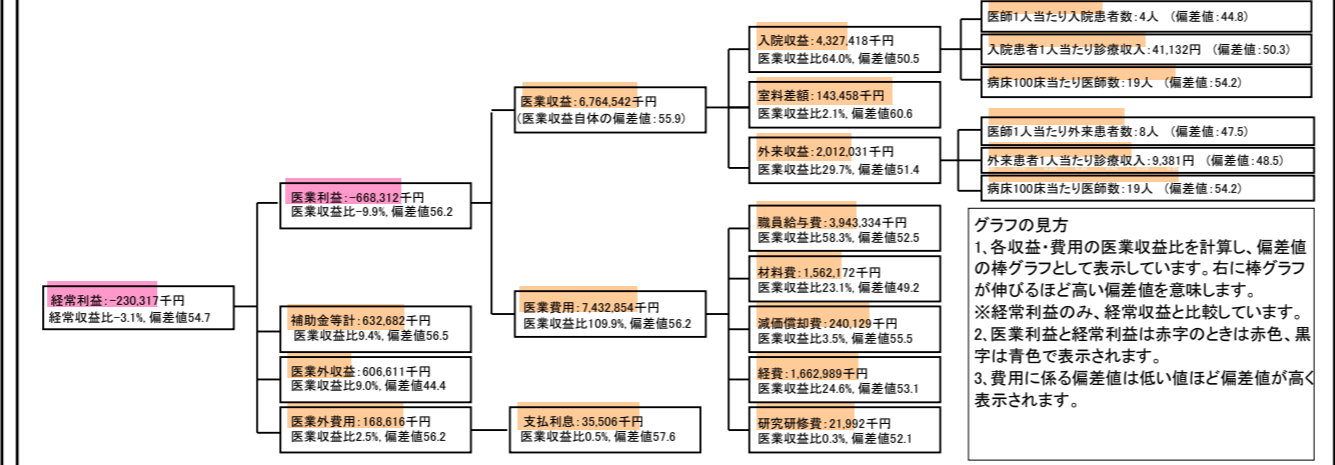 経常利益:-230,317千円
経常収益比-3.1%, 偏差値54.7
医業利益:-668,312千円
医業収益比-9.9%, 偏差値56.2
補助金等計:632,682千円
医業収益比9.4%, 偏差値56.5
医業外収益:606,611千円
医業収益比9.0%, 偏差値44.4
医業外費用:168,616千円
医業収益比2.5%, 偏差値56.2
支払利息:35,506千円
医業収益比0.5%, 偏差値57.6
医業収益:6,764,542千円
(医業収益自体の偏差値:55.9)
医業費用:7,432,854千円
医業収益比109.9%, 偏差値56.2
入院収益:4,327,418千円
医業収益比64.0%, 偏差値50.5
室料差額:143,458千円
医業収益比2.1%, 偏差値60.6
外来収益:2,012,031千円
医業収益比29.7%, 偏差値51.4
職員給与費:3,943,334千円
医業収益比58.3%, 偏差値52.5
材料費:1,562,172千円
医業収益比23.1%, 偏差値49.2
減価償却費:240,129千円
医業収益比3.5%, 偏差値55.5
経費:1,662,989千円
医業収益比24.6%, 偏差値53.1
研究研修費:21,992千円
医業収益比0.3%, 偏差値52.1
医師1人当たり入院患者数:4人 (偏差値:44.8)
入院患者1人当たり診療収入:41,132円 (偏差値:50.3)
病床100床当たり医師数:19人 (偏差値:54.2)
医師1人当たり外来患者数:8人 (偏差値:47.5)
外来患者1人当たり診療収入:9,381円 (偏差値:48.5)
病床100床当たり医師数:19人 (偏差値:54.2)
グラフの見方
1、各収益・費用の医業収益比を計算し、偏差値
の棒グラフとして表示しています。右に棒グラフ
が伸びるほど高い偏差値を意味します。
※経常利益のみ、経常収益と比較しています。
2、医業利益と経常利益は赤字のときは赤色、黒
字は青色で表示されます。
3、費用に係る偏差値は低い値ほど偏差値が高く
表示されます。